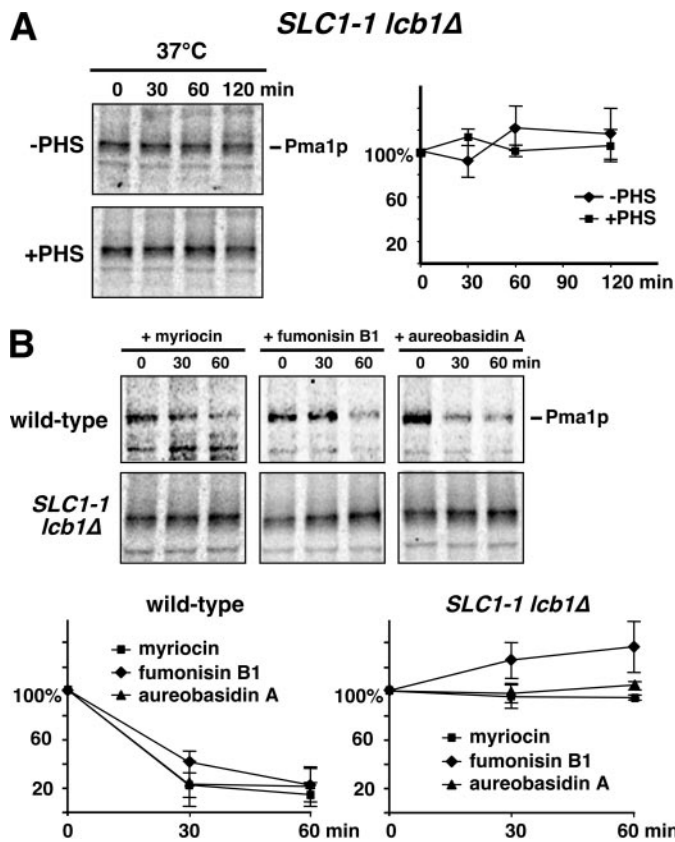 A
SLC1-1 lcb1Δ
37°C
0 30 60 120 min
-PHS
Pma1p
+PHS
100%
60
20
-PHS
+PHS
0 30 60 90 120 min
B
+ myriocin + fumonisin B1 + aureobasidin A
0 30 60 0 30 60 0 30 60 min
wild-type
Pma1p
SLC1-1
lcb1Δ
wild-type
myriocin
fumonisin B1
aureobasidin A
100%
60
20
0 30 60 min
SLC1-1 lcb1Δ
100%
60
20
myriocin
fumonisin B1
aureobasidin A
0 30 60 min